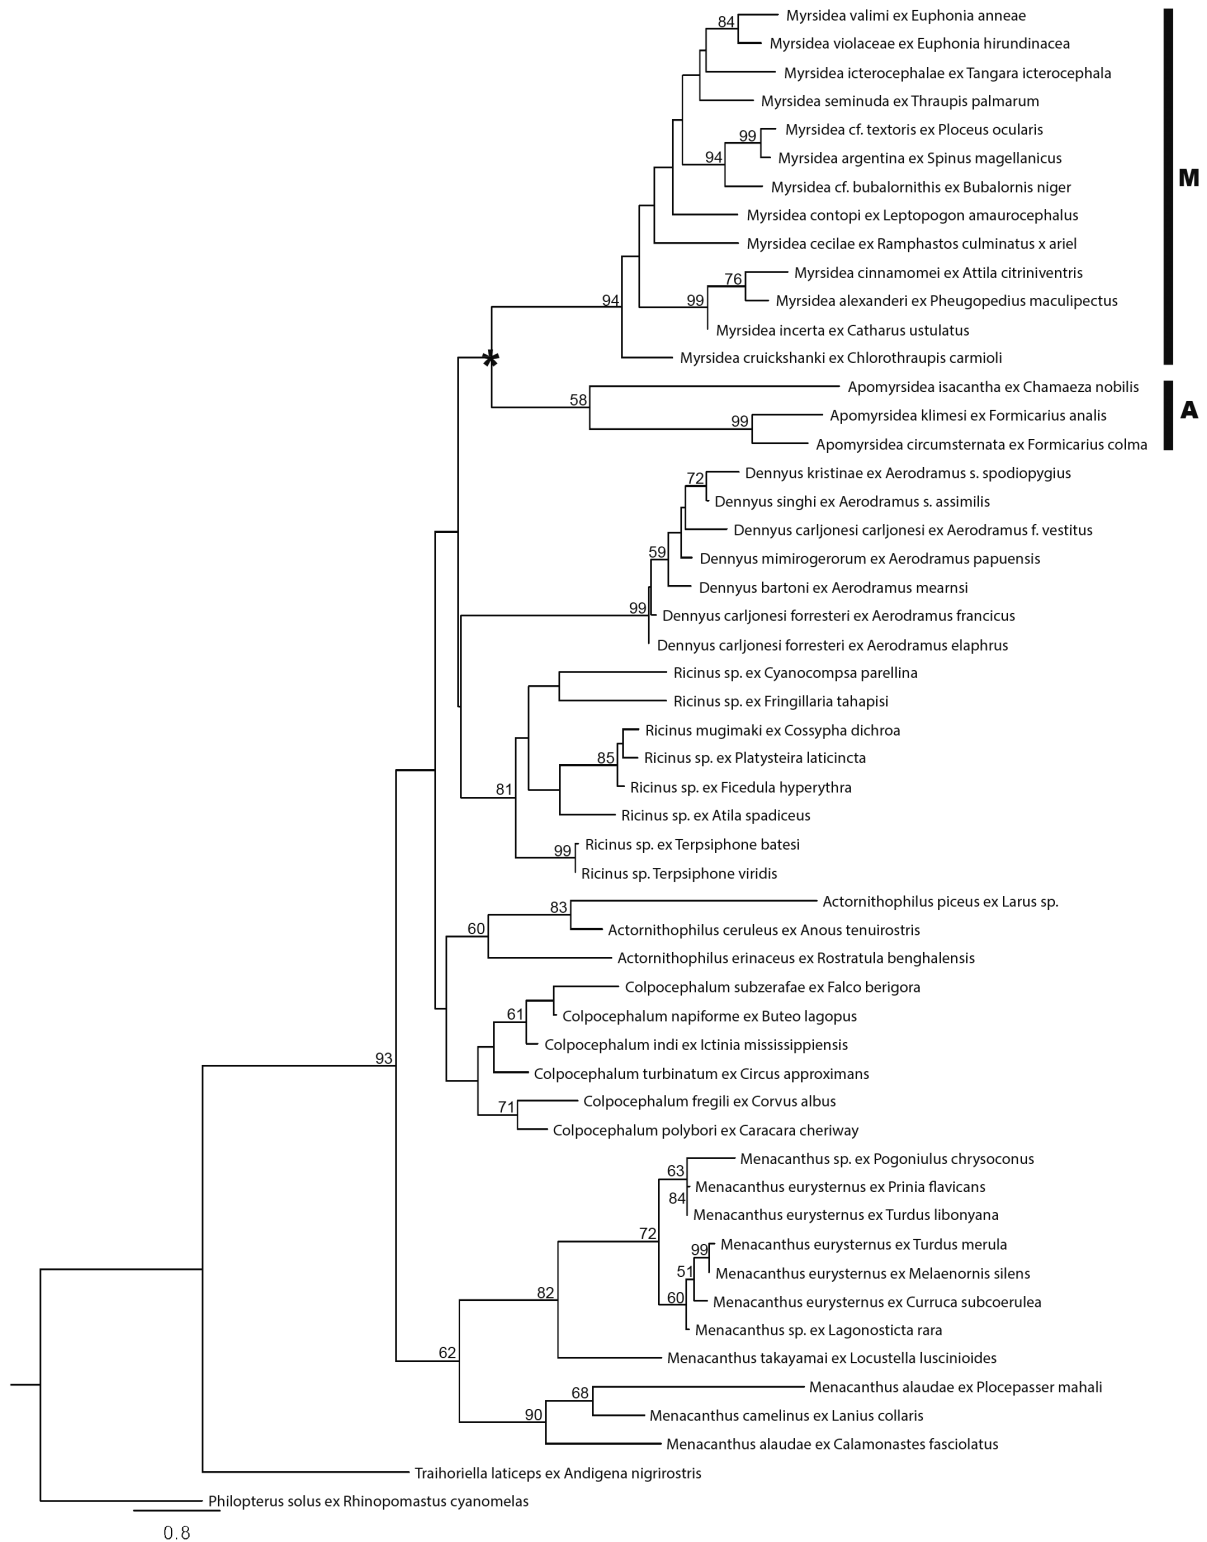 84
Myrsidea valimi ex Euphonia anneae
Myrsidea violaceae ex Euphonia hirundinacea
Myrsidea icterocephalae ex Tangara icterocephala
Myrsidea seminuda ex Thraupis palmarum
99
Myrsidea cf. textoris ex Ploceus ocularis
94
Myrsidea argentina ex Spinus magellanicus
M
Myrsidea cf. bubalornithis ex Bubalornis niger
Myrsidea contopi ex Leptopogon amaurocephalus
Myrsidea cecilae ex Ramphastos culminatus x ariel
76
Myrsidea cinnamomei ex Attila citriniventris
94
99
Myrsidea alexanderi ex Pheugopedius maculipectus
Myrsidea incerta ex Catharus ustulatus
*
Myrsidea cruickshanki ex Chlorothraupis carmioli
Apomyrsidea isacantha ex Chamaeza nobilis
58
A
99
Apomyrsidea klimesi ex Formicarius analis
Apomyrsidea circumsternata ex Formicarius colma
72
Dennyus kristinae ex Aerodramus s. spodiopygius
Dennyus singhi ex Aerodramus s. assimilis
Dennyus carljonesi carljonesi ex Aerodramus f. vestitus
59
Dennyus mimirogerorum ex Aerodramus papuensis
Dennyus bartoni ex Aerodramus mearnsi
99
Dennyus carljonesi forresteri ex Aerodramus francicus
Dennyus carljonesi forresteri ex Aerodramus elaphrus
Ricinus sp. ex Cyanocompsa parellina
Ricinus sp. ex Fringillaria tahapisi
Ricinus mugimaki ex Cossypha dichroa
85
Ricinus sp. ex Platysteira laticincta
81
Ricinus sp. ex Ficedula hyperythra
Ricinus sp. ex Atila spadiceus
99
Ricinus sp. ex Terpsiphone batesi
Ricinus sp. Terpsiphone viridis
83
Actornithophilus piceus ex Larus sp.
60
Actornithophilus ceruleus ex Anous tenuirostris
Actornithophilus erinaceus ex Rostratula benghalensis
Colpocephalum subzerafae ex Falco berigora
61
Colpocephalum napiforme ex Buteo lagopus
Colpocephalum indi ex Ictinia mississippiensis
93
Colpocephalum turbinatum ex Circus approximans
71
Colpocephalum fregili ex Corvus albus
Colpocephalum polybori ex Caracara cheriway
63
Menacanthus sp. ex Pogoniulus chrysoconus
84
Menacanthus eurysternus ex Prinia flavicans
Menacanthus eurysternus ex Turdus libonyana
72
99
Menacanthus eurysternus ex Turdus merula
51
Menacanthus eurysternus ex Melaenornis silens
82
60
Menacanthus eurysternus ex Curruca subcoerulea
Menacanthus sp. ex Lagonosticta rara
62
Menacanthus takayamai ex Locustella luscinioides
68
Menacanthus alaudae ex Plocepasser mahali
90
Menacanthus camelinus ex Lanius collaris
Menacanthus alaudae ex Calamonastes fasciolatus
Traihoriella laticeps ex Andigena nigrirostris
Philopterus solus ex Rhinopomastus cyanomelas
0.8